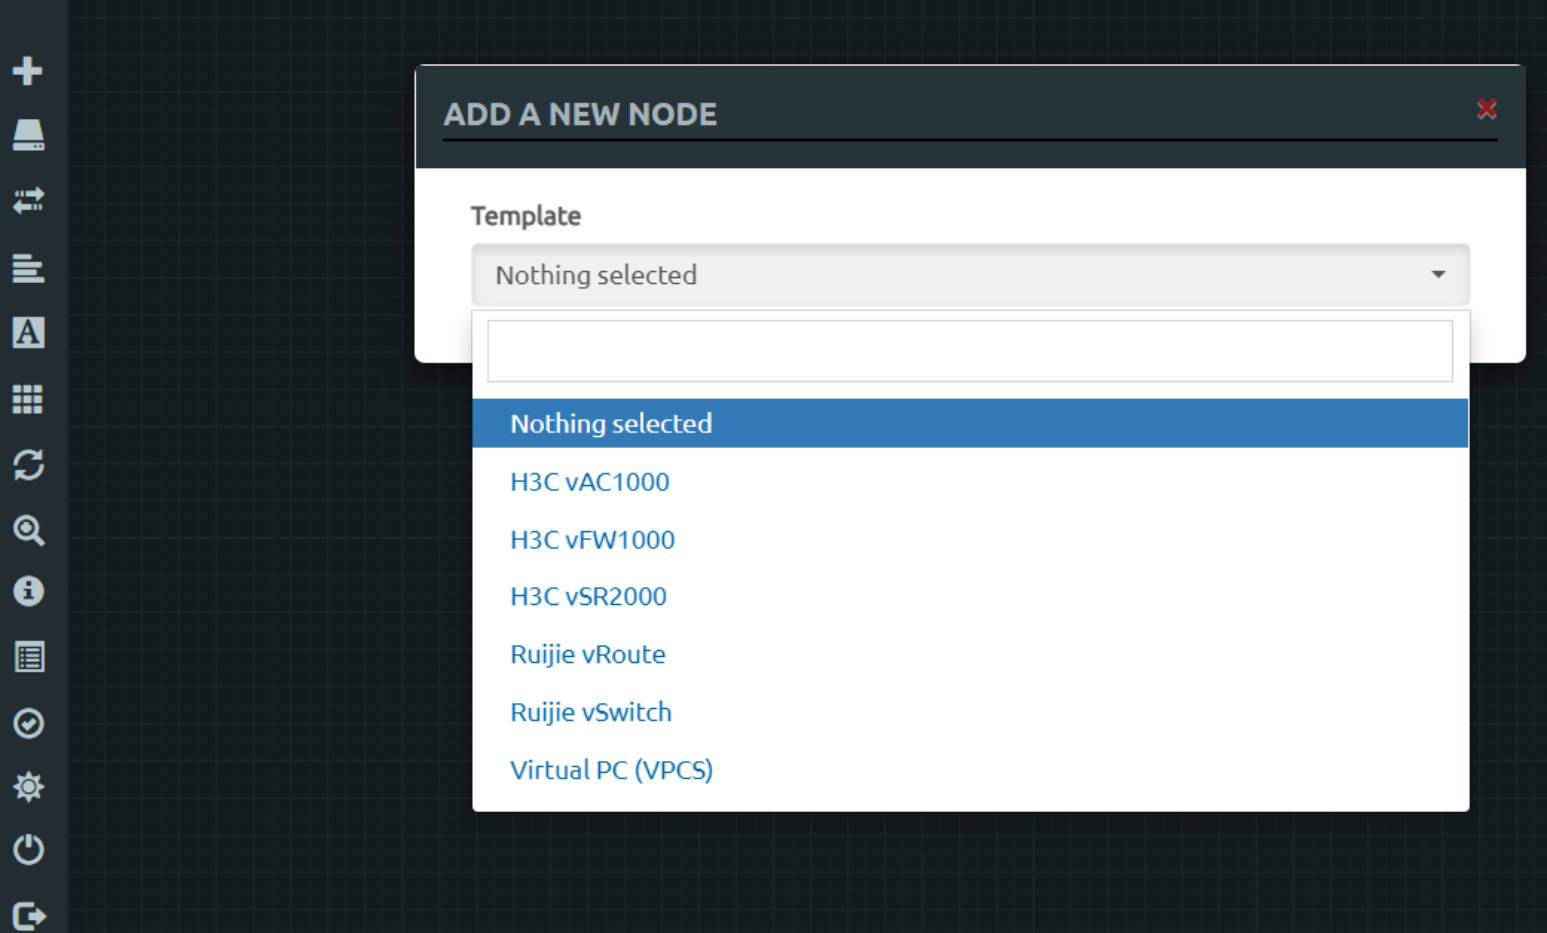 ADD A NEW NODE
Template
Nothing selected
Nothing selected
H3C vAC1000
H3C vFW1000
H3C vSR2000
Ruijie vRoute
Ruijie vSwitch
Virtual PC (VPCS)